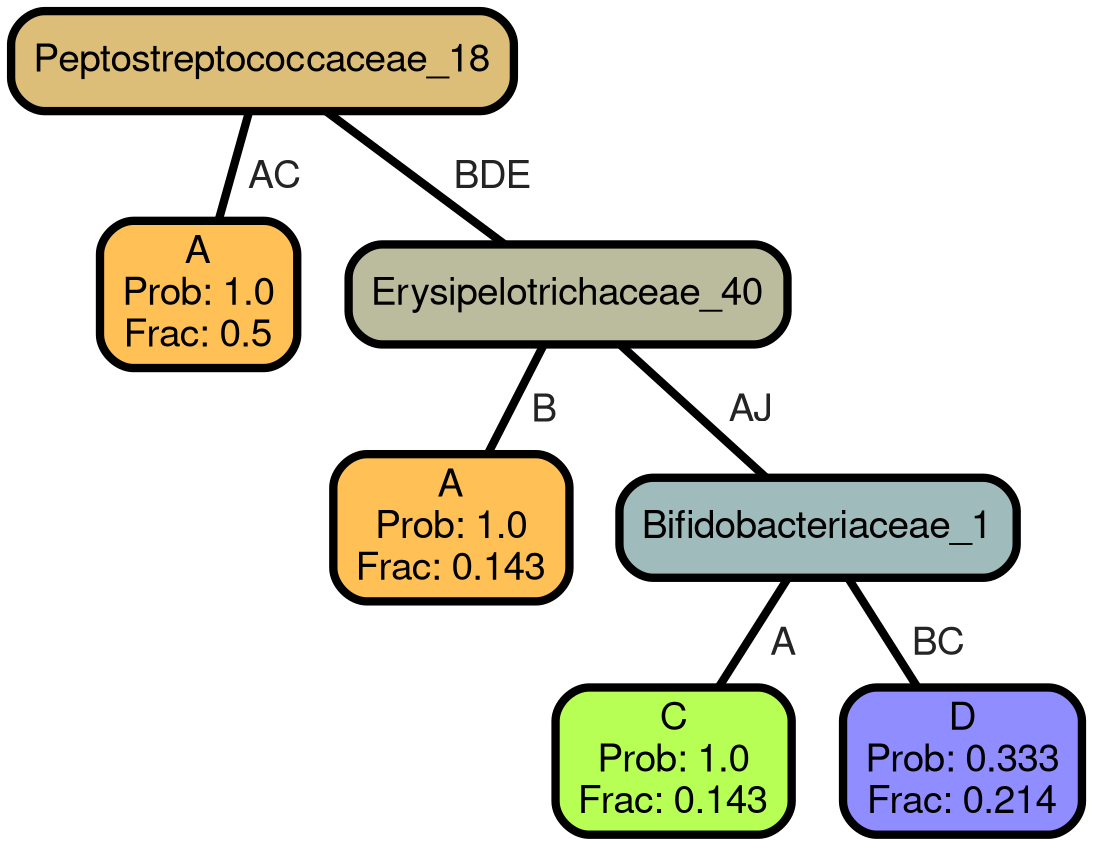 Peptostreptococcaceae_18
AC
BDE
A
Prob: 1.0
Frac: 0.5
Erysipelotrichaceae_40
B
AJ
A
Prob: 1.0
Frac: 0.143
Bifidobacteriaceae_1
A
BC
C
Prob: 1.0
Frac: 0.143
D
Prob: 0.333
Frac: 0.214